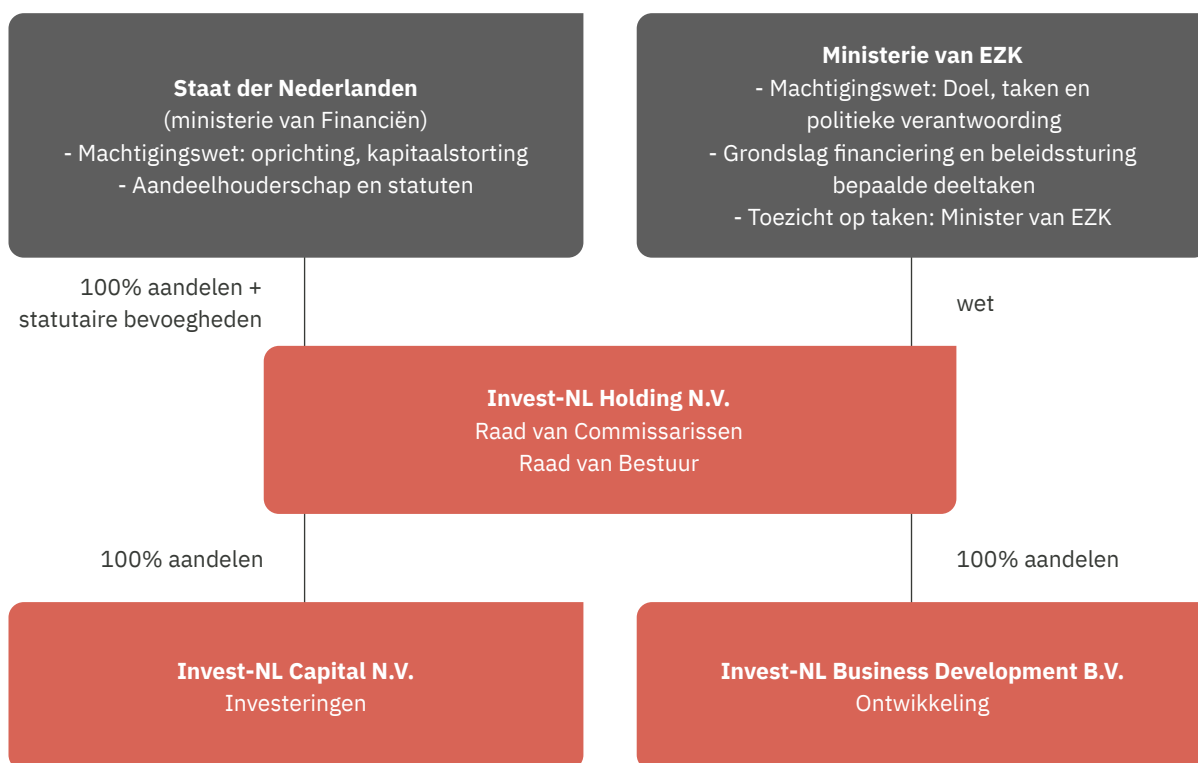 Staat der Nederlanden
(ministerie van Financiën)
- Machtigingswet: oprichting, kapitaalstorting
- Aandeelhouderschap en statuten
Ministerie van EZK
- Machtigingswet: Doel, taken en
politieke verantwoording
- Grondslag financiering en beleidssturing
bepaalde deeltaken
- Toezicht op taken: Minister van EZK
100% aandelen +
statutaire bevoegheden
wet
Invest-NL Holding N.V.
Raad van Commissarissen
Raad van Bestuur
100% aandelen
100% aandelen
Invest-NL Capital N.V.
Investeringen
Invest-NL Business Development B.V.
Ontwikkeling